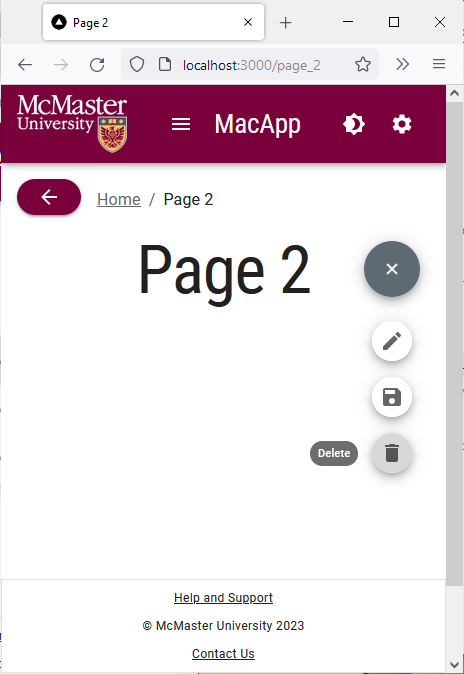 Page 2
localhost:3000/page_2
McMaster
University
MacApp
Home / Page 2
Page 2
Delete
Help and Support
© McMaster University 2023
Contact Us